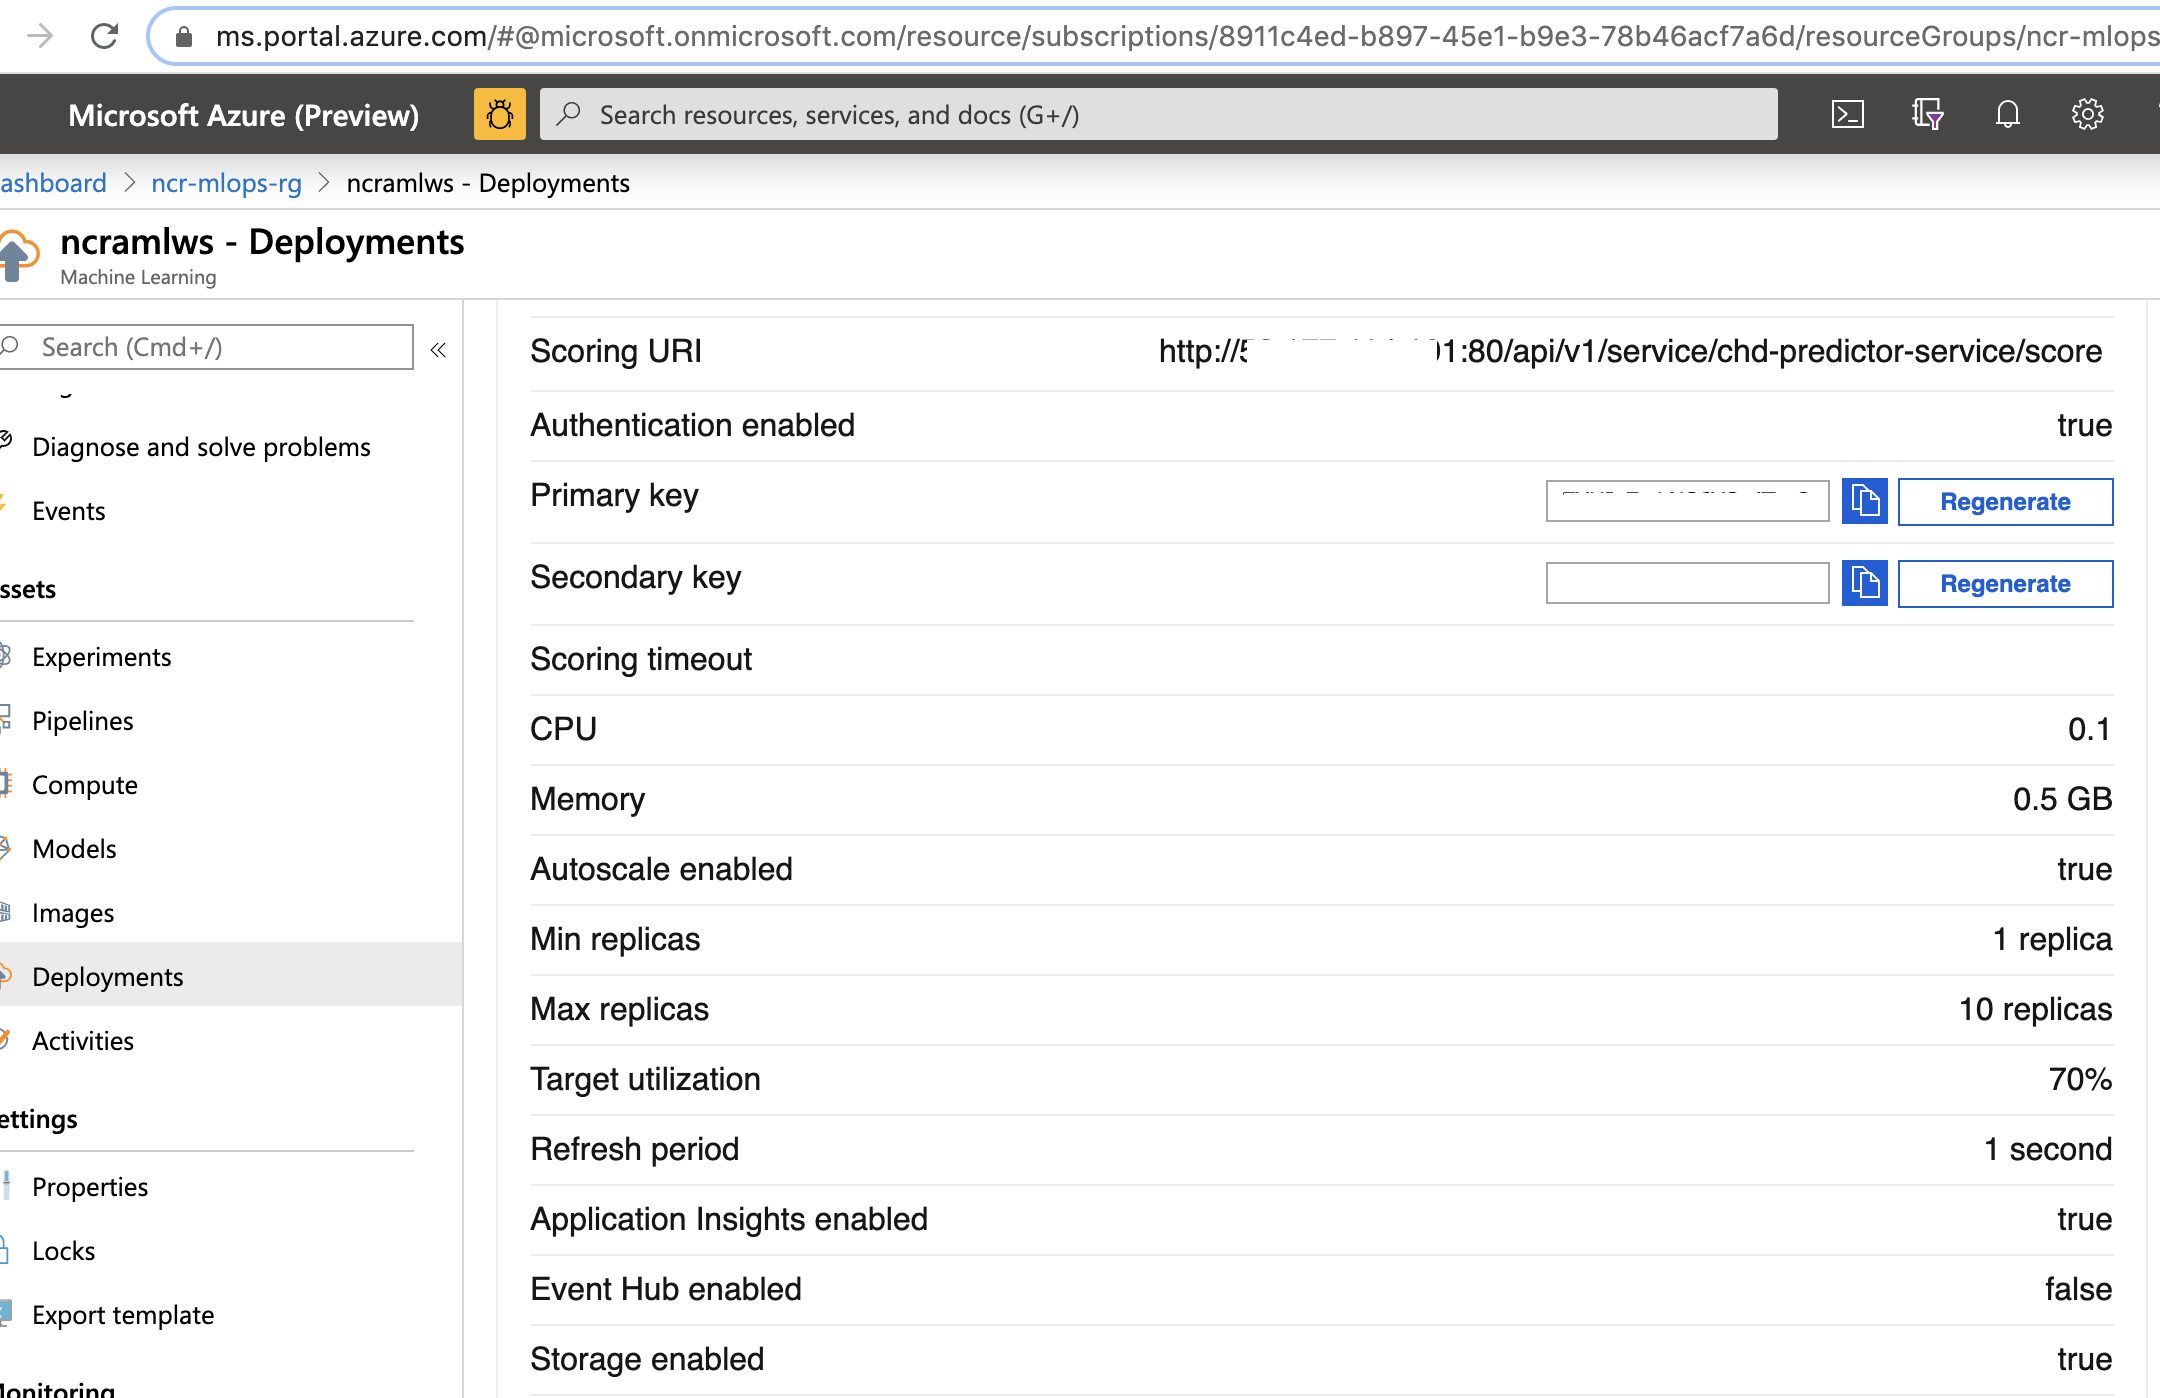 ms.portal.azure.com/#@microsoft.onmicrosoft.com/resource/subscriptions/8911c4ed-b897-45e1-b9e3-78b46acf7a6d/resourceGroups/ncr-mlops
Microsoft Azure (Preview)
Search resources, services, and docs (G+/)
ashboard > ncr-mlops-rg > ncramlws - Deployments
ncramlws - Deployments
Machine Learning
Search (Cmd+/)
«
Diagnose and solve problems
Events
ssets
Experiments
Pipelines
Compute
Models
Images
Deployments
Activities
ettings
Properties
Locks
Export template
Monitoring
Scoring URI http:// 1:80/api/v1/service/chd-predictor-service/score
Authentication enabled true
Primary key Regenerate
Secondary key Regenerate
Scoring timeout
CPU 0.1
Memory 0.5 GB
Autoscale enabled true
Min replicas 1 replica
Max replicas 10 replicas
Target utilization 70%
Refresh period 1 second
Application Insights enabled true
Event Hub enabled false
Storage enabled true